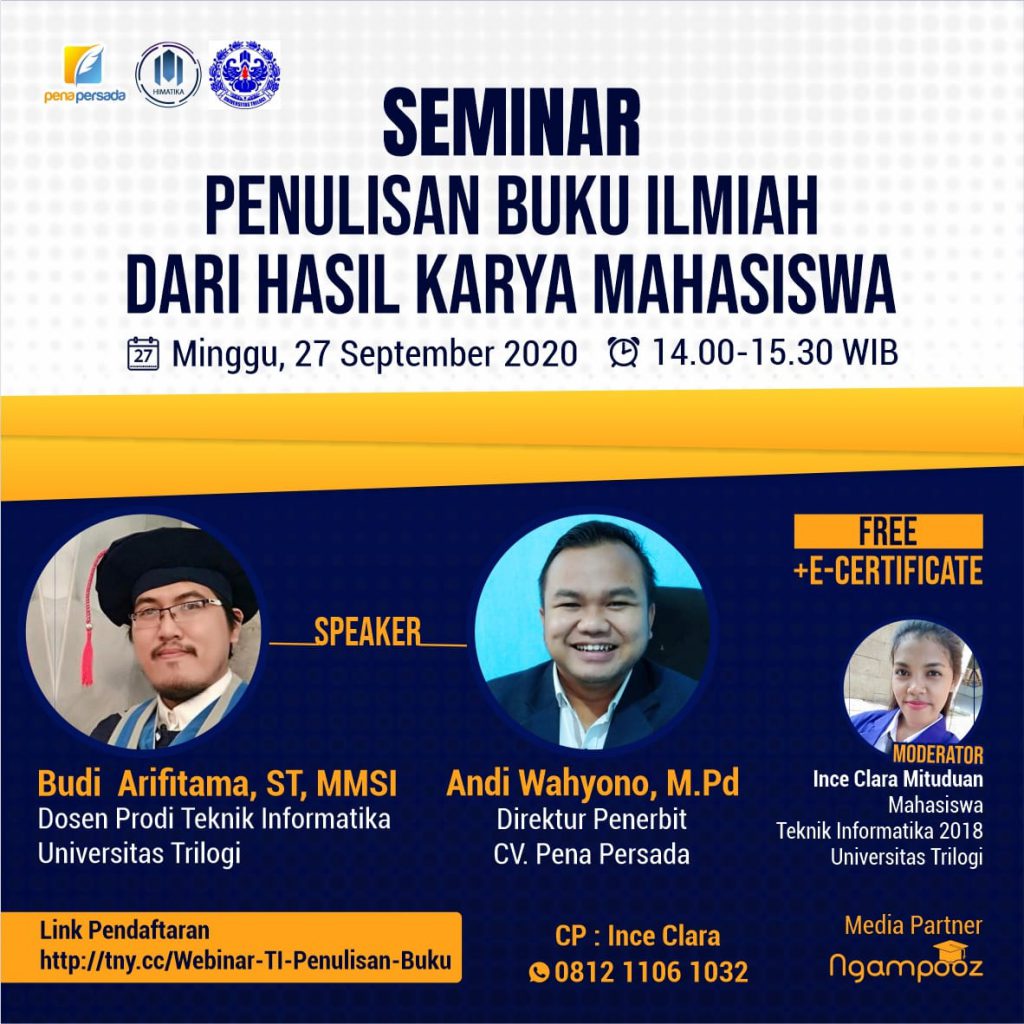 penapersada
HIMATIKA
UNIVERSITAS TRILOGI
SEMINAR
PENULISAN BUKU ILMIAH
DARI HASIL KARYA MAHASISWA
27 Minggu, 27 September 2020 14.00-15.30 WIB
FREE
+E-CERTIFICATE
SPEAKER
Budi Arifitama, ST, MMSI
Dosen Prodi Teknik Informatika
Universitas Trilogi
Andi Wahyono, M.Pd
Direktur Penerbit
CV. Pena Persada
MODERATOR
Ince Clara Mituduan
Mahasiswa
Teknik Informatika 2018
Universitas Trilogi
Link Pendaftaran
http://tny.cc/Webinar-TI-Penulisan-Buku
CP : Ince Clara
0812 1106 1032
Media Partner
Ngampooz